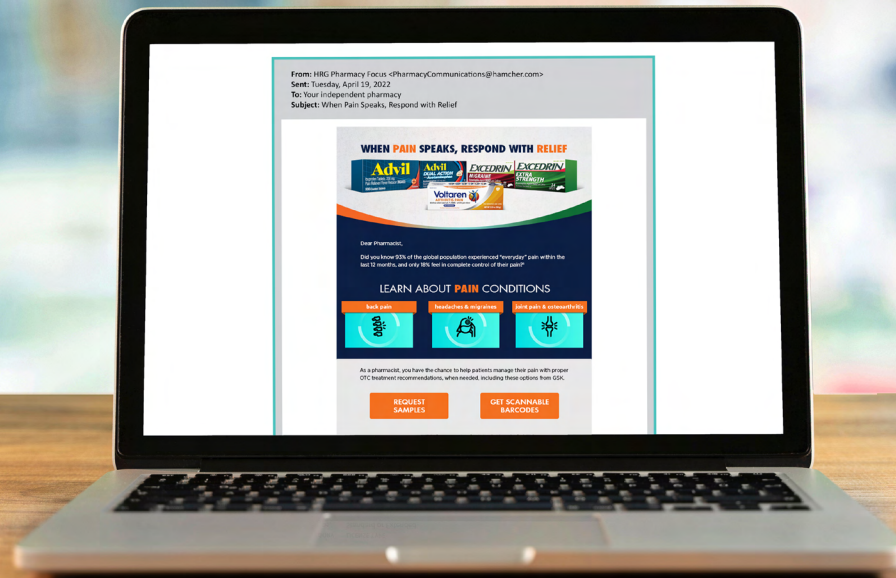 From: HRG Pharmacy Focus <PharmacyCommunications@hamcher.com>
Sent: Tuesday, April 19, 2022
To: Your independent pharmacy
Subject: When Pain Speaks, Respond with Relief
WHEN PAIN SPEAKS, RESPOND WITH RELIEF
Advil
Advil
DUAL ACTION
EXCEDRIN
MIGRAINE
EXCEDRIN
EXTRA
STRENGTH
Voltaren
ARTHRITIS PAIN
Dear Pharmacist,
Did you know 93% of the global population experienced "everyday" pain within the
last 12 months, and only 18% feel in complete control of their pain?*
LEARN ABOUT PAIN CONDITIONS
back pain
headaches & migraines
joint pain & osteoarthritis
As a pharmacist, you have the chance to help patients manage their pain with proper
OTC treatment recommendations, when needed, including these options from GSK.
REQUEST
SAMPLES
GET SCANNABLE
BARCODES